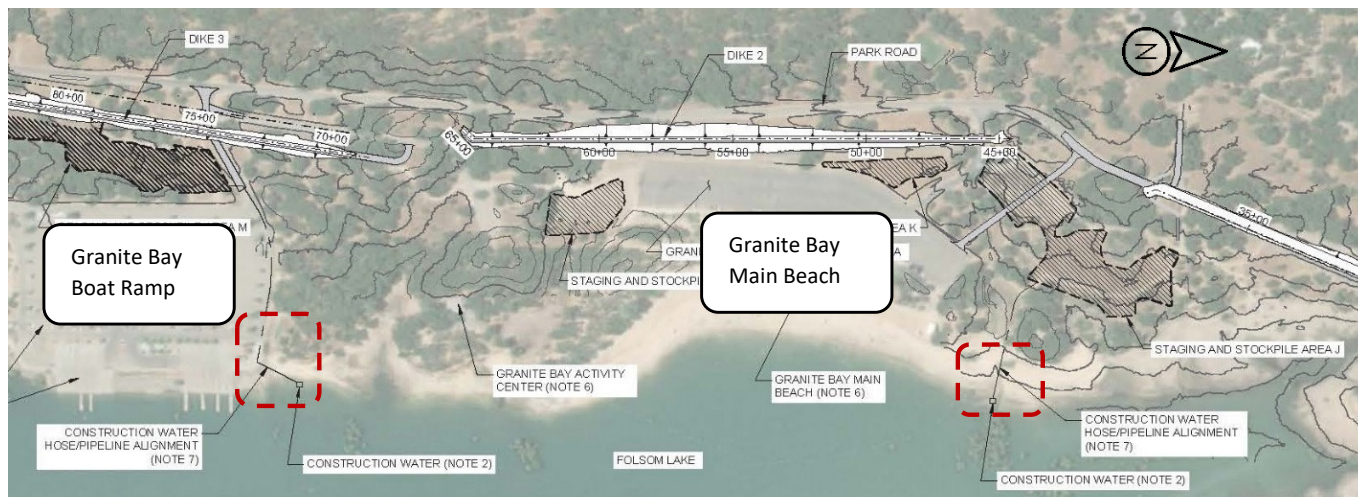 DIKE 3
DIKE 2
PARK ROAD
N
80+00
75+00
70+00
65+00
60+00
55+00
50+00
45+00
35+00
M
Granite Bay
Boat Ramp
Granite Bay
Main Beach
K
STAGING AND
STAGING AND STOCKPILE AREA J
GRANITE BAY ACTIVITY
CENTER (NOTE 6)
GRANITE BAY MAIN
BEACH (NOTE 6)
CONSTRUCTION WATER
HOSE/PIPELINE ALIGNMENT
(NOTE 7)
CONSTRUCTION WATER (NOTE 2)
FOLSOM LAKE
CONSTRUCTION WATER
HOSE/PIPELINE ALIGNMENT
(NOTE 7)
CONSTRUCTION WATER (NOTE 2)